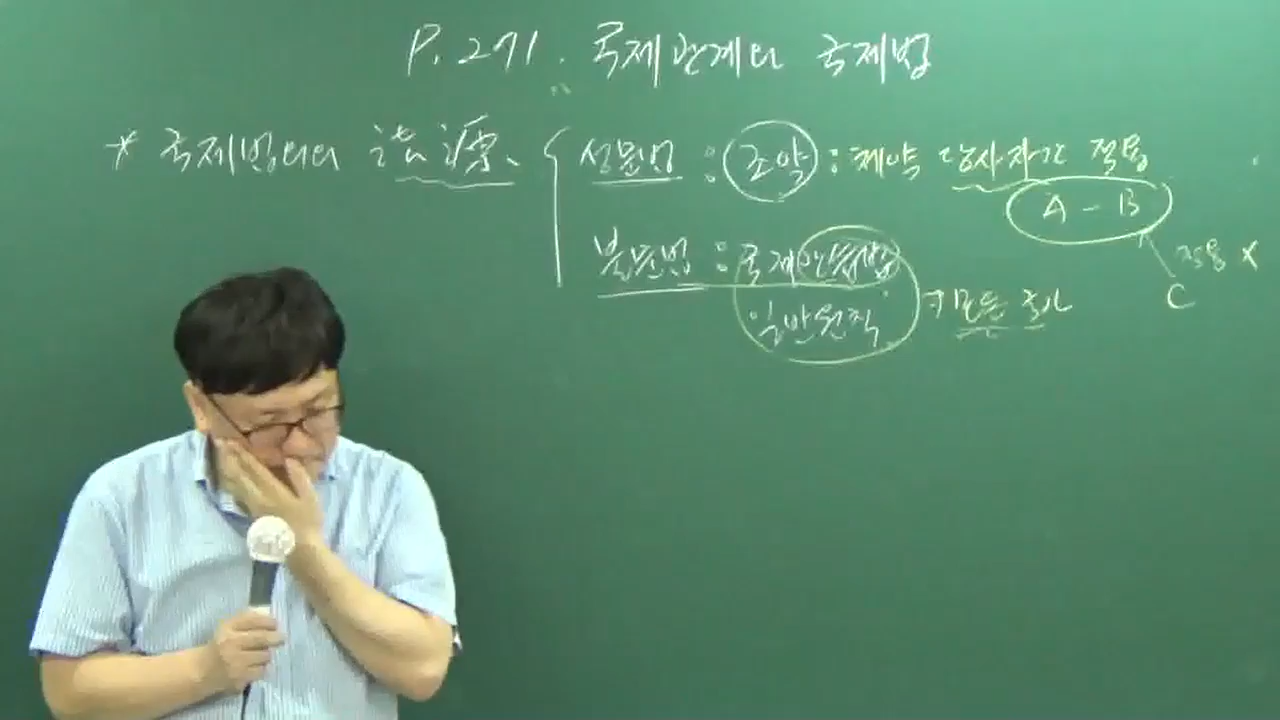 P.271. 국제관계와 국제법
* 국제법의 法源、 성문법 : 조약 : 체약 당사자간 적용
A - B
불문법 : 국제관습법 적용 X
일반원칙 → 모든 국가 C